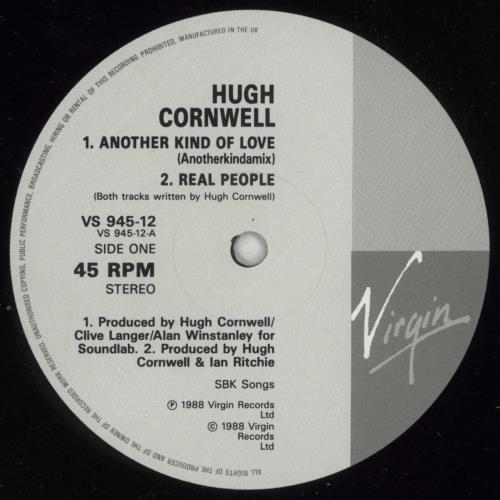 ALL RIGHTS OF THE PRODUCER AND OF THE OWNER OF THE RECORDED WORK RESERVED. UNAUTHORISED COPYING, PUBLIC PERFORMANCE, BROADCASTING, HIRING OR RENTAL OF THIS RECORDING PROHIBITED. MANUFACTURED IN THE UK
HUGH
CORNWELL
1. ANOTHER KIND OF LOVE
(Anotherkindamix)
2. REAL PEOPLE
(Both tracks written by Hugh Cornwell)
VS 945-12
VS 945-12-A
SIDE ONE
45 RPM
STEREO
1. Produced by Hugh Cornwell/
Clive Langer/Alan Winstanley for
Soundlab. 2. Produced by Hugh
Cornwell & Ian Ritchie
SBK Songs
℗ 1988 Virgin Records
Ltd
© 1988 Virgin
Records
Ltd
Virgin